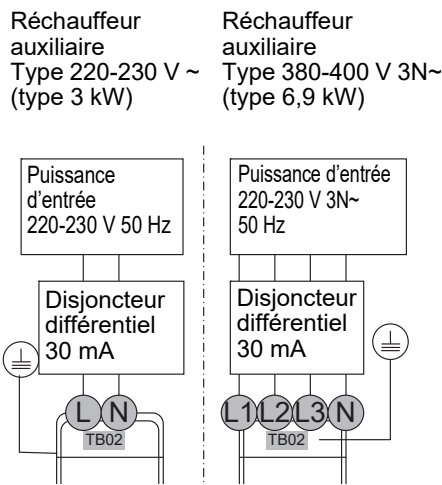 Réchauffeur
auxiliaire
Type 220-230 V ~
(type 3 kW)
Réchauffeur
auxiliaire
Type 380-400 V 3N~
(type 6,9 kW)
Puissance
d’entrée
220-230 V 50 Hz
Disjoncteur
différentiel
30 mA
L N
TB02
Puissance d’entrée
220-230 V 3N~
50 Hz
Disjoncteur
différentiel
30 mA
L1 L2 L3 N
TB02